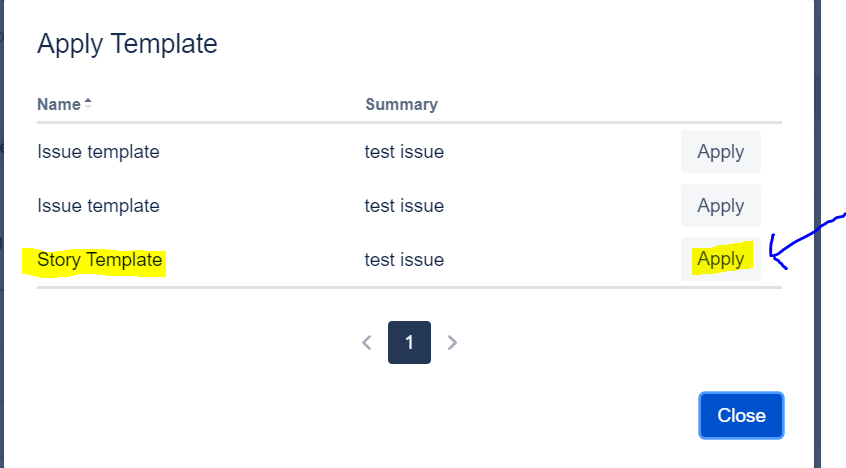 Apply Template
Name Summary
Issue template test issue Apply
Issue template test issue Apply
Story Template test issue Apply
1
Close